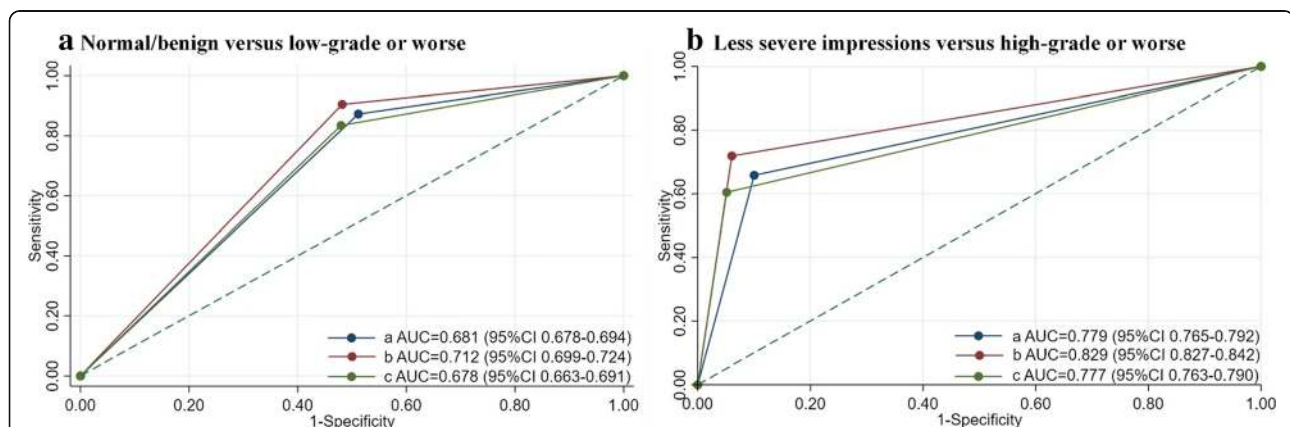 a Normal/benign versus low-grade or worse
Sensitivity
1.00
0.80
0.60
0.40
0.20
0.00
a AUC=0.681 (95%CI 0.678-0.694)
b AUC=0.712 (95%CI 0.699-0.724)
c AUC=0.678 (95%CI 0.663-0.691)
0.00 0.20 0.40 0.60 0.80 1.00
1-Specificity
b Less severe impressions versus high-grade or worse
Sensitivity
1.00
0.80
0.60
0.40
0.20
0.00
a AUC=0.779 (95%CI 0.765-0.792)
b AUC=0.829 (95%CI 0.827-0.842)
c AUC=0.777 (95%CI 0.763-0.790)
0.00 0.20 0.40 0.60 0.80 1.00
1-Specificity